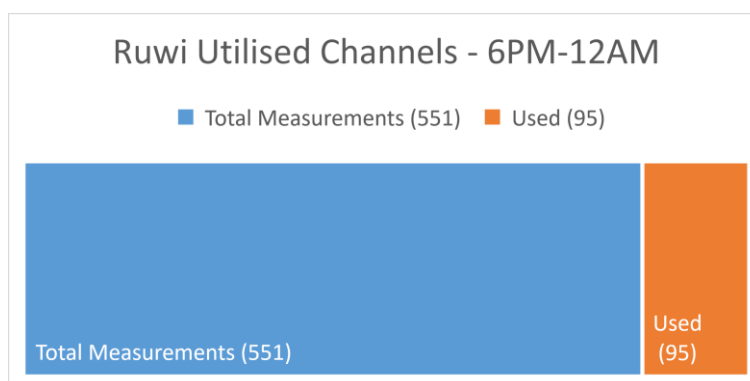 Ruwi Utilised Channels - 6PM-12AM
Total Measurements (551) Used (95)
Total Measurements (551)
Used
(95)